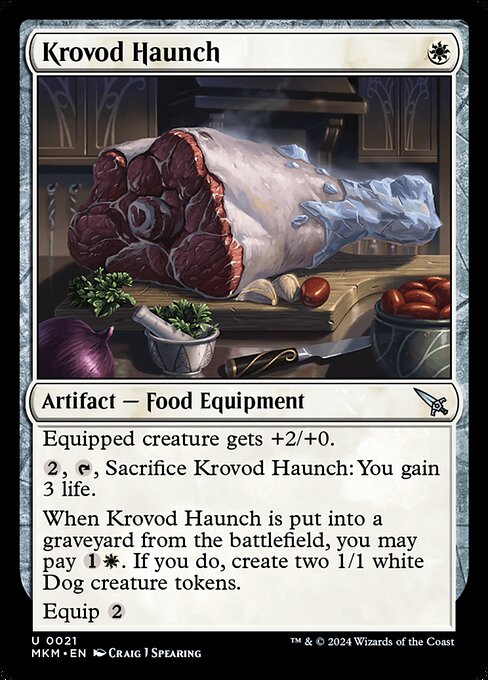 Krovod Haunch
Artifact — Food Equipment
Equipped creature gets +2/+0.
2, , Sacrifice Krovod Haunch: You gain
3 life.
When Krovod Haunch is put into a
graveyard from the battlefield, you may
pay 1 . If you do, create two 1/1 white
Dog creature tokens.
Equip 2
U 0021
MKM • EN Craig J Spearing
™ & © 2024 Wizards of the Coast